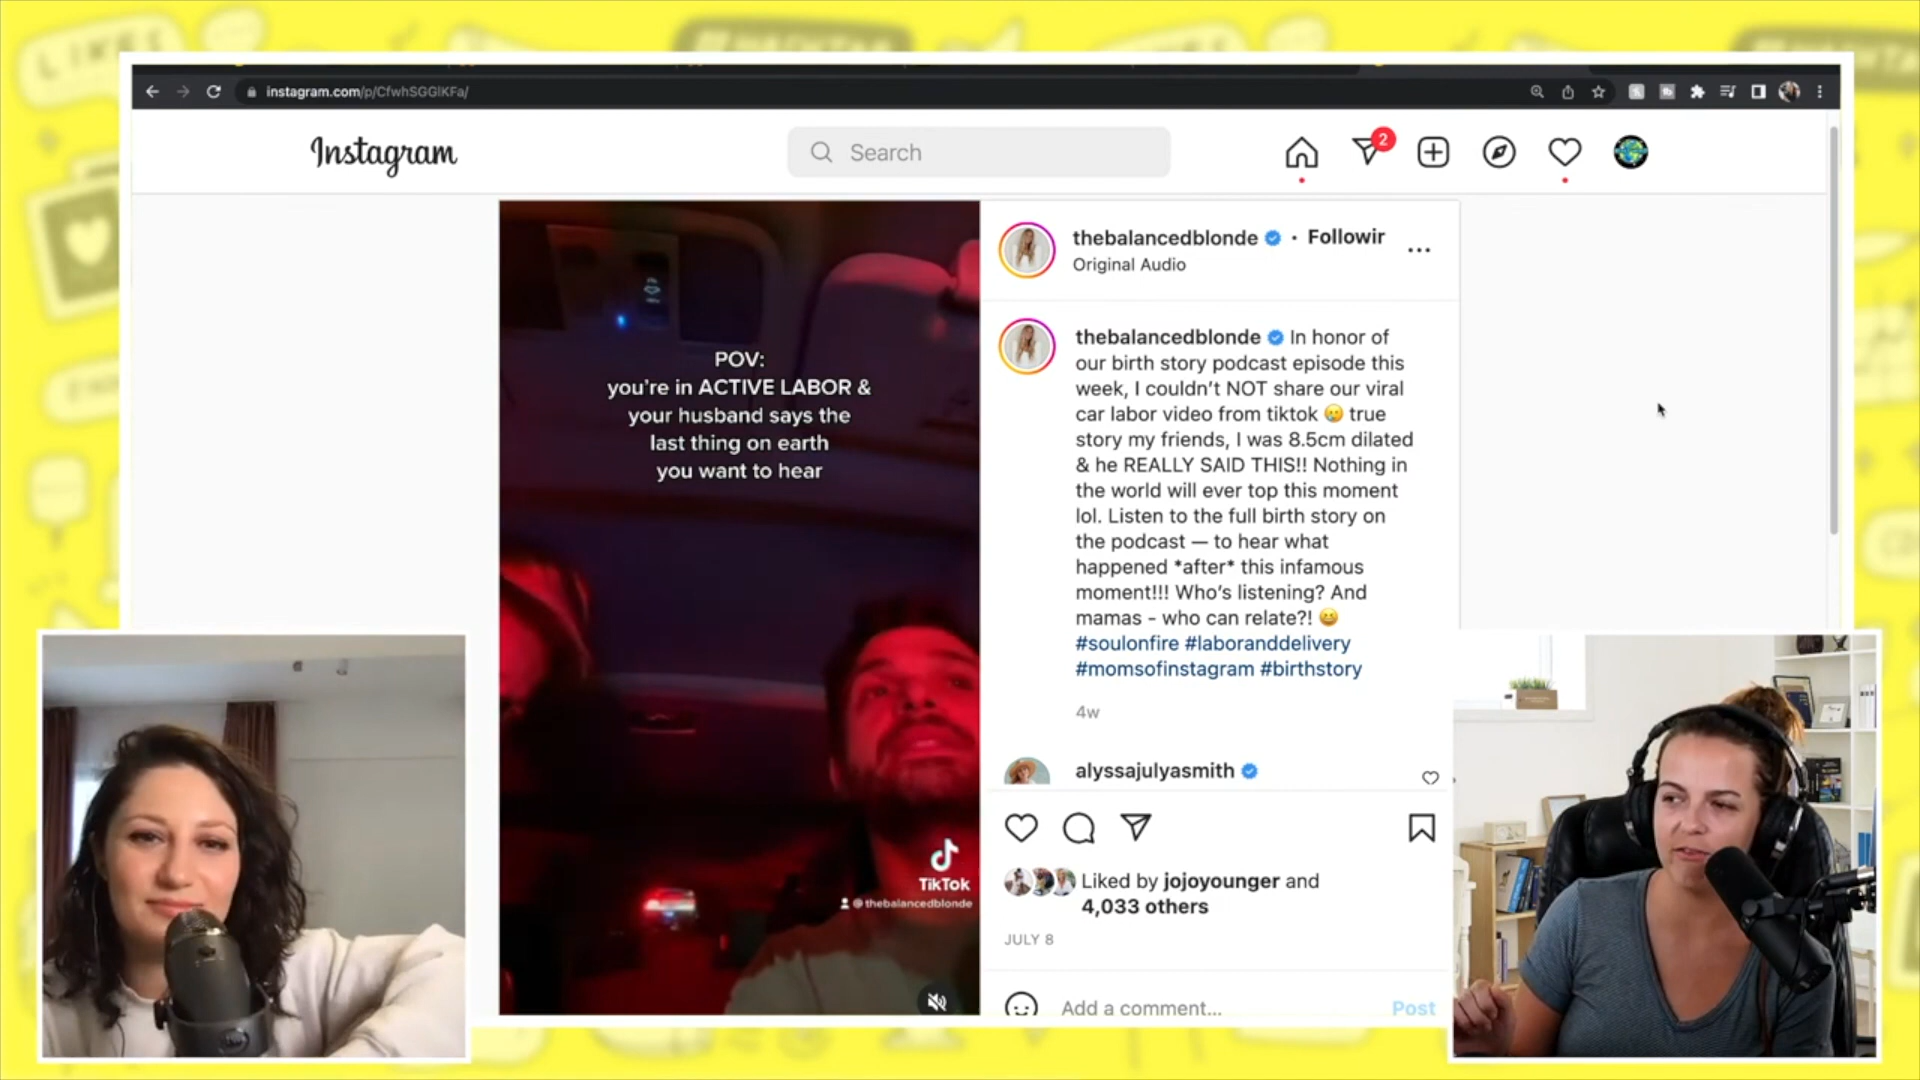 LIKES
instagram.com/p/CfwhSGGlKFa/
Instagram
Search
2
thebalancedblonde • Followir
Original Audio
POV:
you're in ACTIVE LABOR &
your husband says the
last thing on earth
you want to hear
TikTok
@thebalancedblonde
thebalancedblonde In honor of
our birth story podcast episode this
week, I couldn't NOT share our viral
car labor video from tiktok 😢 true
story my friends, I was 8.5cm dilated
& he REALLY SAID THIS!! Nothing in
the world will ever top this moment
lol. Listen to the full birth story on
the podcast — to hear what
happened *after* this infamous
moment!!! Who's listening? And
mamas - who can relate?! 😆
#soulonfire #laboranddelivery
#momsofinstagram #birthstory
4w
alyssajulyasmith
Liked by jojoyounger and
4,033 others
JULY 8
Add a comment...
Post